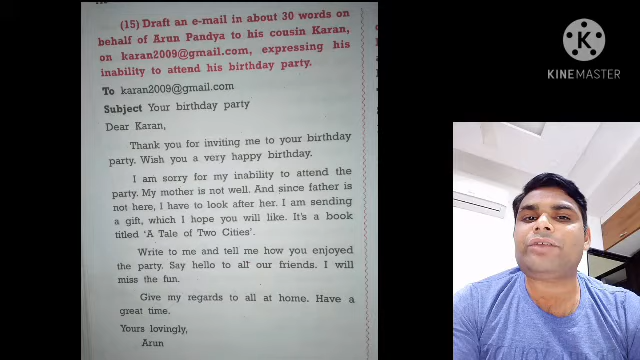 (15) Draft an e-mail in about 30 words on
behalf of Arun Pandya to his cousin Karan,
on karan2009@gmail.com, expressing his
inability to attend his birthday party.
To karan2009@gmail.com
Subject Your birthday party
Dear Karan,
Thank you for inviting me to your birthday
party. Wish you a very happy birthday.
I am sorry for my inability to attend the
party. My mother is not well. And since father is
not here, I have to look after her. I am sending
a gift, which I hope you will like. It's a book
titled 'A Tale of Two Cities'.
Write to me and tell me how you enjoyed
the party. Say hello to all our friends. I will
miss the fun.
Give my regards to all at home. Have a
great time.
Yours lovingly,
Arun
KINEMASTER